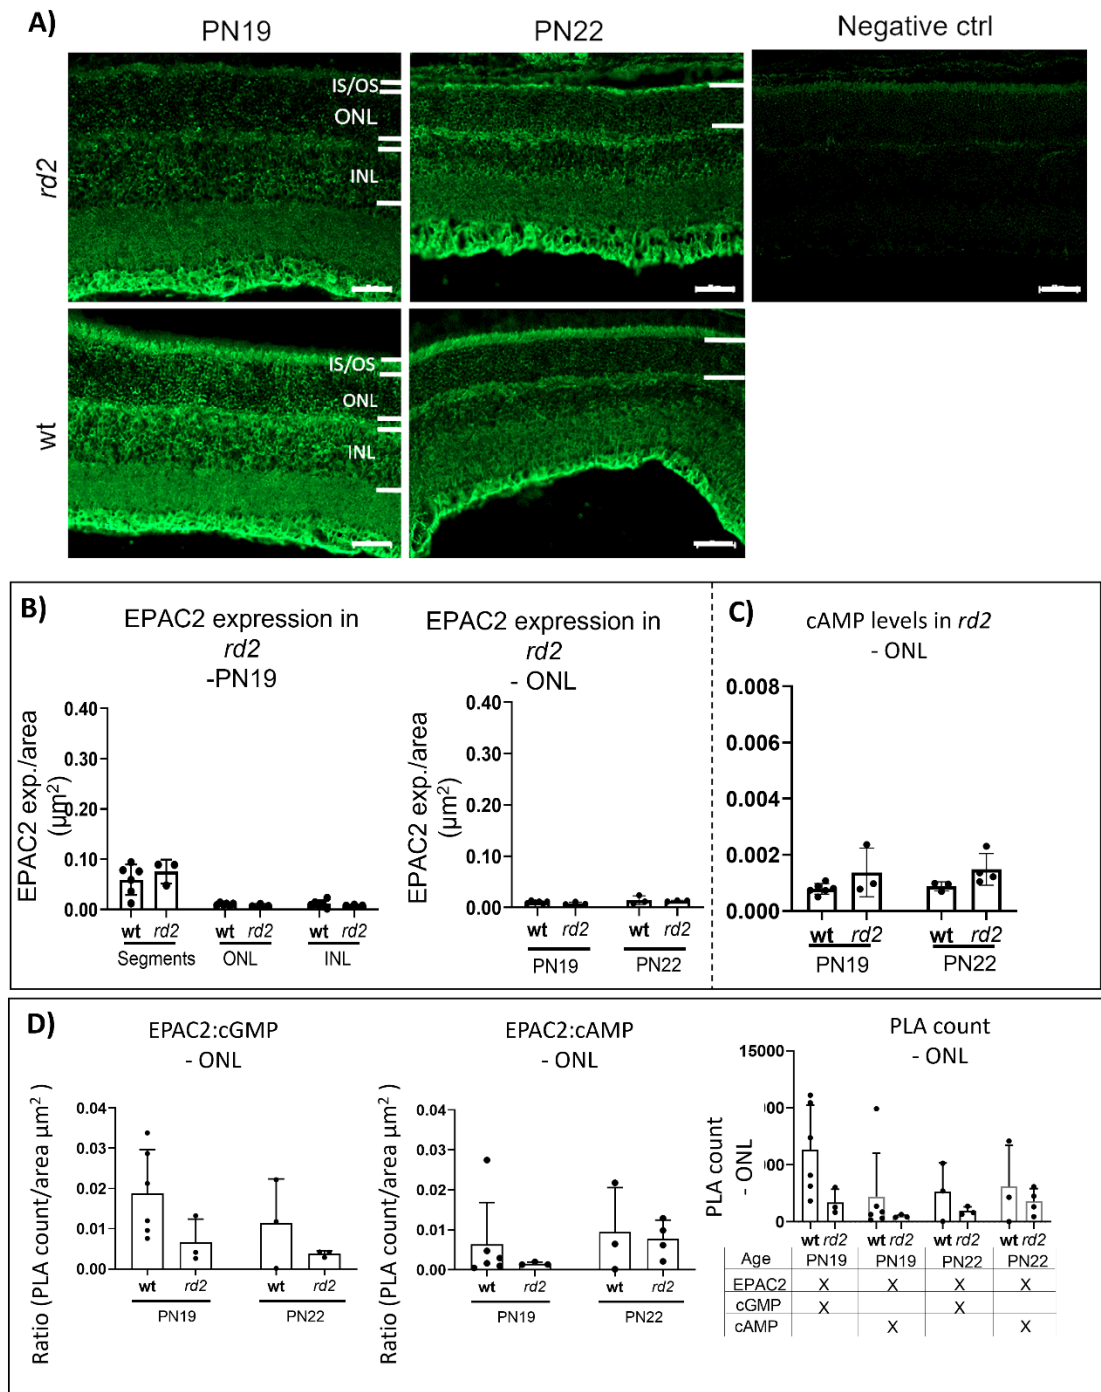 A)
PN19
PN22
Negative ctrl
rd2
IS/OS
ONL
INL
wt
IS/OS
ONL
INL
B)
EPAC2 expression in
rd2
-PN19
EPAC2 exp./area
(µm²)
0.40
0.30
0.20
0.10
0.00
wt rd2 wt rd2 wt rd2
Segments ONL INL
EPAC2 expression in
rd2
- ONL
EPAC2 exp./area
(µm²)
0.40
0.30
0.20
0.10
0.00
wt rd2 wt rd2
PN19 PN22
C)
cAMP levels in rd2
- ONL
0.008
0.006
0.004
0.002
0.000
wt rd2 wt rd2
PN19 PN22
D)
EPAC2:cGMP
- ONL
Ratio (PLA count/area µm²)
0.04
0.03
0.02
0.01
0.00
wt rd2 wt rd2
PN19 PN22
EPAC2:cAMP
- ONL
Ratio (PLA count/area µm²)
0.04
0.03
0.02
0.01
0.00
wt rd2 wt rd2
PN19 PN22
PLA count
- ONL
PLA count
- ONL
15000
wt rd2 wt rd2 wt rd2 wt rd2
Age PN19 PN19 PN22 PN22
EPAC2 X X X X
cGMP X X
cAMP X X